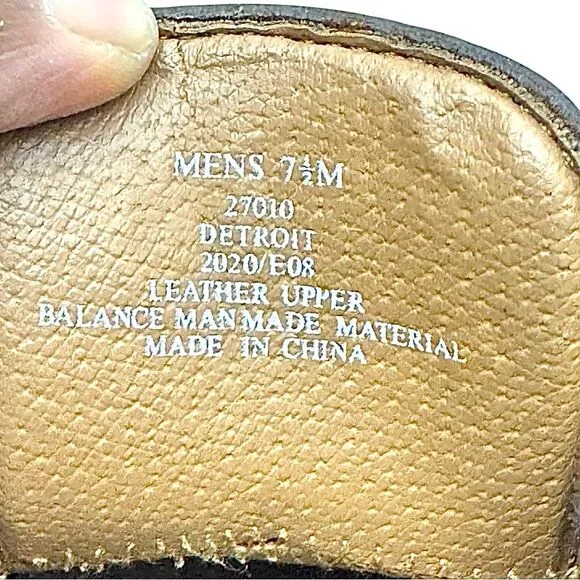 MENS 7½M
27010
DETROIT
2020/E08
LEATHER UPPER
BALANCE MANMADE MATERIAL
MADE IN CHINA